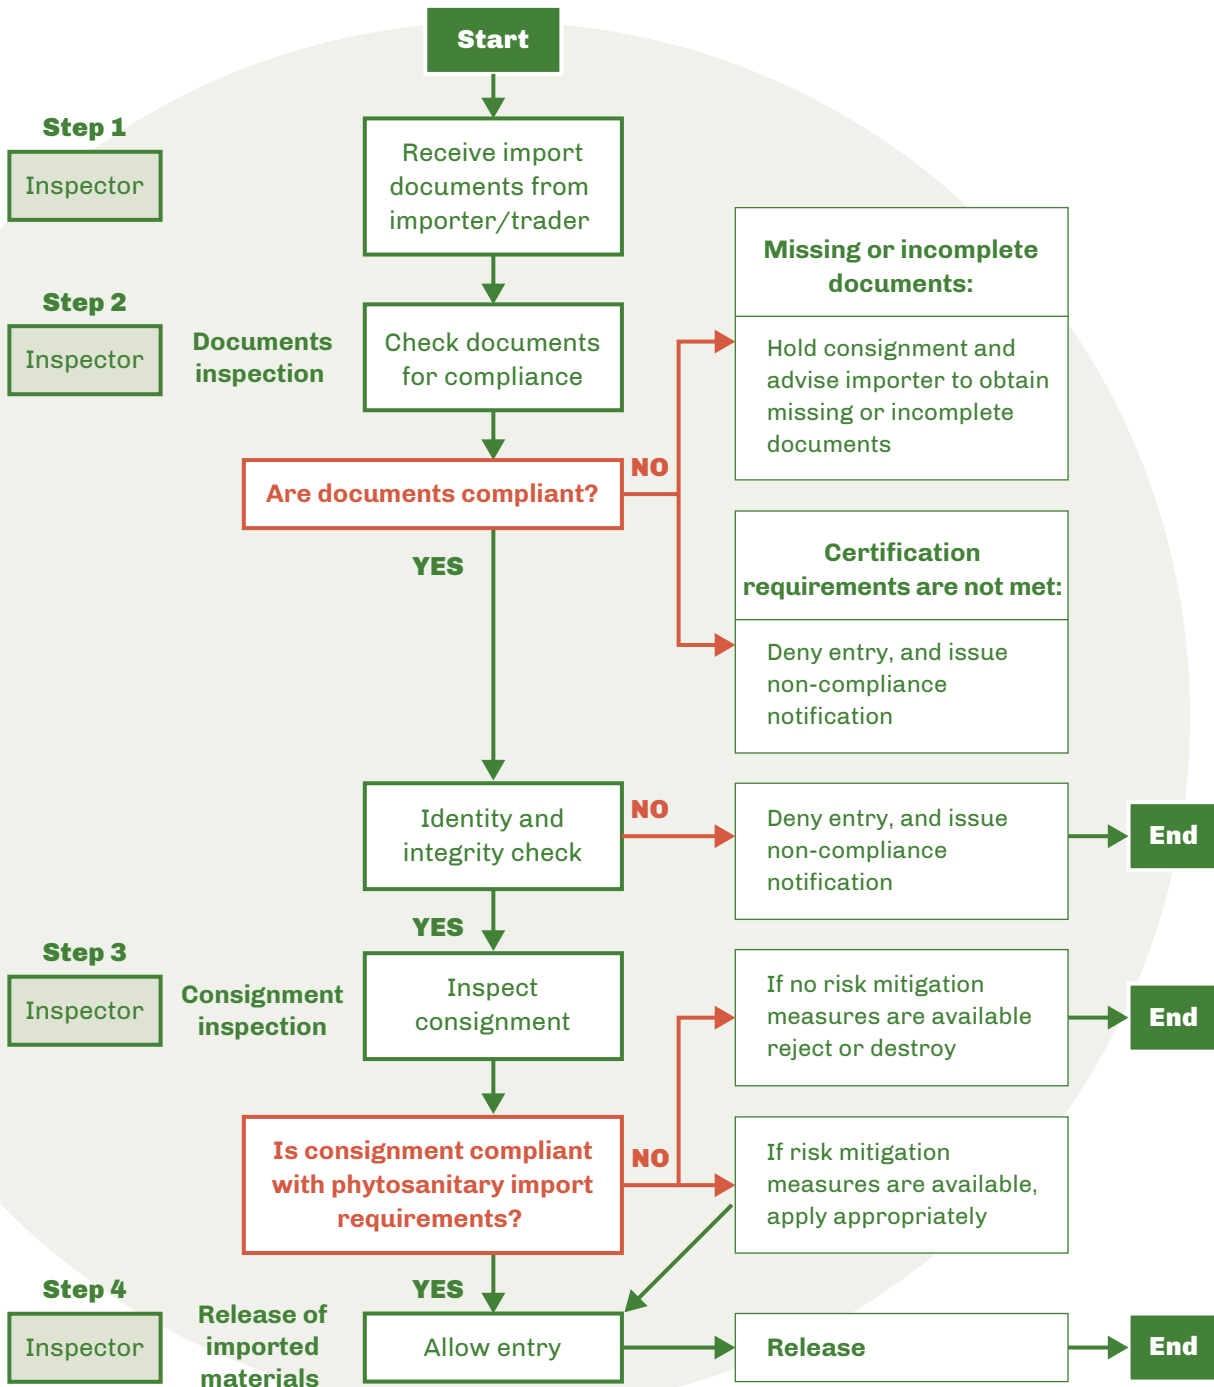 Start
Step 1
Inspector
Receive import
documents from
importer/trader
Missing or incomplete
documents:
Hold consignment and
advise importer to obtain
missing or incomplete
documents
Step 2
Inspector
Documents
inspection
Check documents
for compliance
Are documents compliant?
NO
YES
Certification
requirements are not met:
Deny entry, and issue
non-compliance
notification
Identity and
integrity check
NO
Deny entry, and issue
non-compliance
notification
End
YES
Step 3
Inspector
Consignment
inspection
Inspect
consignment
If no risk mitigation
measures are available
reject or destroy
End
Is consignment compliant
with phytosanitary import
requirements?
NO
If risk mitigation
measures are available,
apply appropriately
YES
Step 4
Inspector
Release of
imported
materials
Allow entry
Release
End